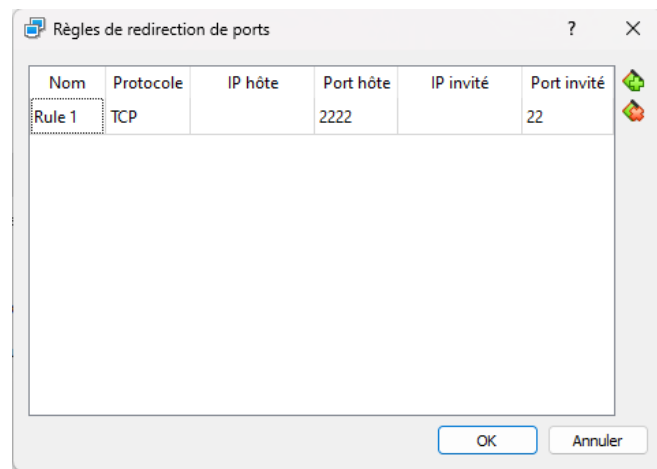 Règles de redirection de ports ?
Nom Protocole IP hôte Port hôte IP invité Port invité
Rule 1 TCP 2222 22
OK Annuler